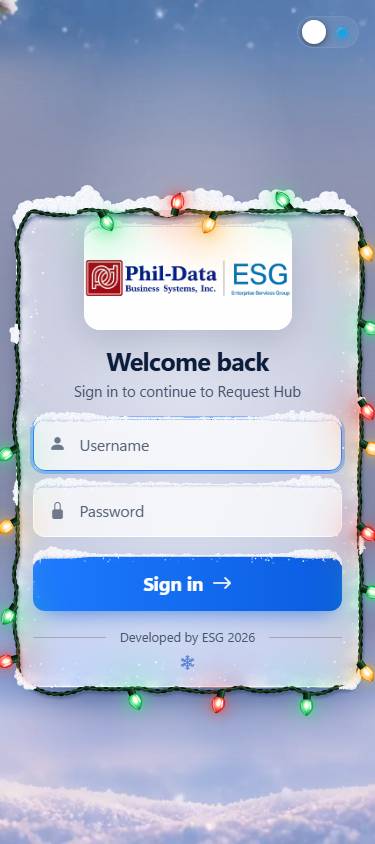 Phil-Data
Business Systems, Inc.
ESG
Enterprise Services Group
Welcome back
Sign in to continue to Request Hub
Username
Password
Sign in
Developed by ESG 2026